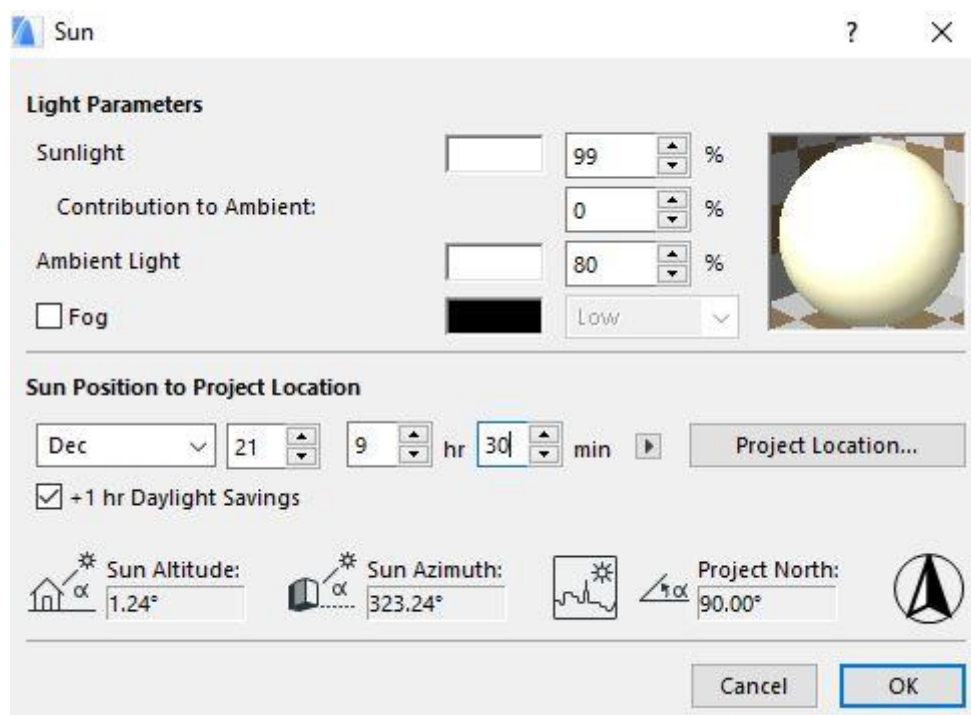 Sun ?
Light Parameters
Sunlight 99 %
Contribution to Ambient: 0 %
Ambient Light 80 %
Fog Low
Sun Position to Project Location
Dec 21 9 hr 30 min Project Location...
+1 hr Daylight Savings
Sun Altitude: Sun Azimuth: Project North:
α 1.24° α 323.24° α 90.00°
Cancel OK